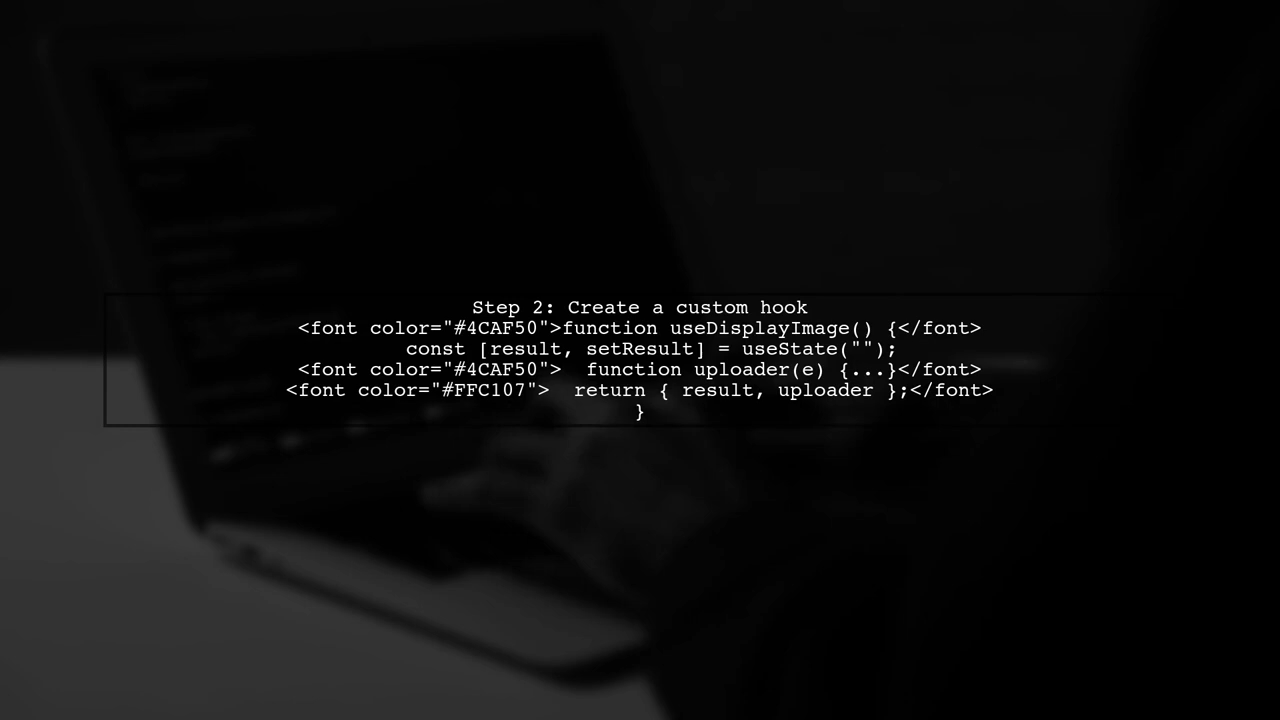 Step 2: Create a custom hook
<font color="#4CAF50">function useDisplayImage() {</font>
const [result, setResult] = useState("");
<font color="#4CAF50">  function uploader(e) {...}</font>
<font color="#FFC107">  return { result, uploader };</font>
}